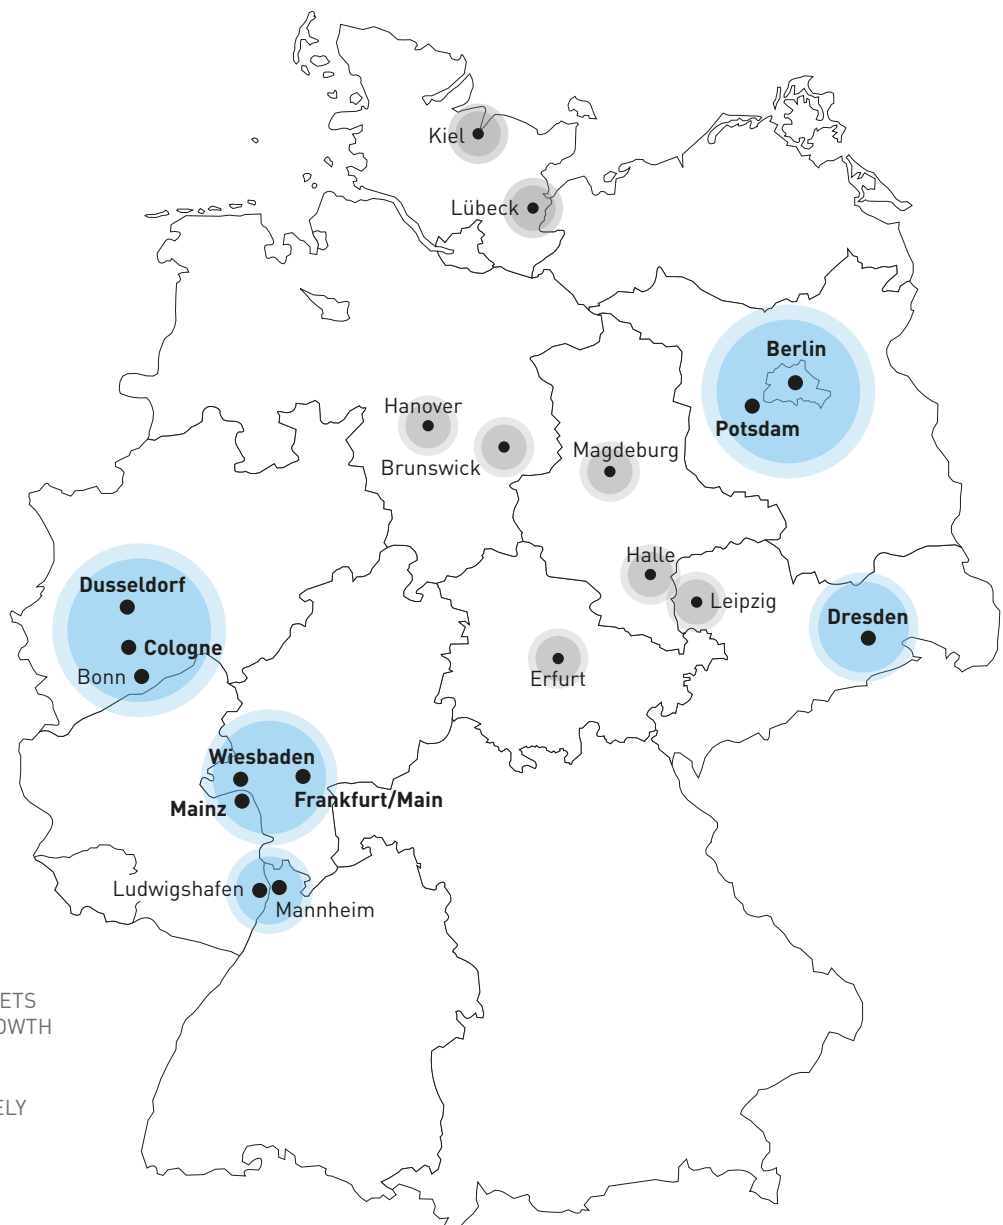 Kiel
Lübeck
Berlin
Potsdam
Hanover
Brunswick
Magdeburg
Halle
Leipzig
Dusseldorf
Cologne
Bonn
Dresden
Erfurt
Wiesbaden
Frankfurt/Main
Mainz
Ludwigshafen
Mannheim
ETS
OWTH
ELY